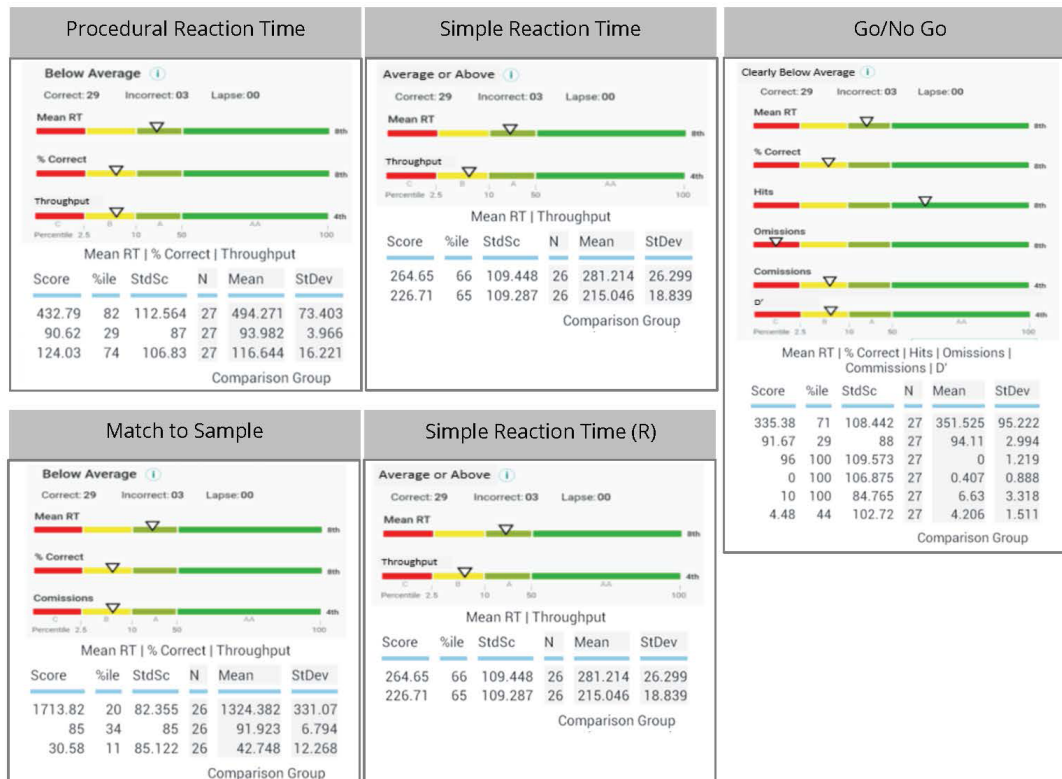 Procedural Reaction Time
Below Average i
Correct: 29 Incorrect: 03 Lapse: 00
Mean RT
8th
% Correct
8th
Throughput
4th
C B A AA
Percentile 2.5 10 50 100
Mean RT | % Correct | Throughput
Score %ile StdSc N Mean StDev
432.79 82 112.564 27 494.271 73.403
90.62 29 87 27 93.982 3.966
124.03 74 106.83 27 116.644 16.221
Comparison Group
Simple Reaction Time
Average or Above i
Correct: 29 Incorrect: 03 Lapse: 00
Mean RT
8th
Throughput
4th
C B A AA
Percentile 2.5 10 50 100
Mean RT | Throughput
Score %ile StdSc N Mean StDev
264.65 66 109.448 26 281.214 26.299
226.71 65 109.287 26 215.046 18.839
Comparison Group
Go/No Go
Clearly Below Average i
Correct: 29 Incorrect: 03 Lapse: 00
Mean RT
8th
% Correct
8th
Hits
8th
Omissions
8th
Comissions
4th
D'
4th
C B A AA
Percentile 2.5 10 50 100
Mean RT | % Correct | Hits | Omissions |
Commissions | D'
Score %ile StdSc N Mean StDev
335.38 71 108.442 27 351.525 95.222
91.67 29 88 27 94.11 2.994
96 100 109.573 27 0 1.219
0 100 106.875 27 0.407 0.888
10 100 84.765 27 6.63 3.318
4.48 44 102.72 27 4.206 1.511
Comparison Group
Match to Sample
Below Average i
Correct: 29 Incorrect: 03 Lapse: 00
Mean RT
8th
% Correct
8th
Comissions
4th
C B A AA
Percentile 2.5 10 50 100
Mean RT | % Correct | Throughput
Score %ile StdSc N Mean StDev
1713.82 20 82.355 26 1324.382 331.07
85 34 85 26 91.923 6.794
30.58 11 85.122 26 42.748 12.268
Comparison Group
Simple Reaction Time (R)
Average or Above i
Correct: 29 Incorrect: 03 Lapse: 00
Mean RT
8th
Throughput
4th
C B A AA
Percentile 2.5 10 50 100
Mean RT | Throughput
Score %ile StdSc N Mean StDev
264.65 66 109.448 26 281.214 26.299
226.71 65 109.287 26 215.046 18.839
Comparison Group